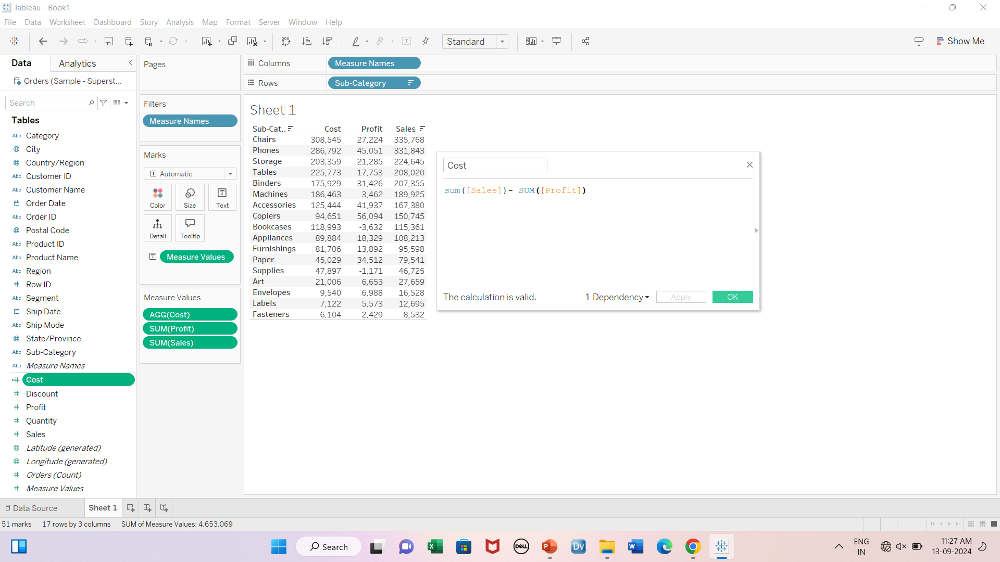 Tableau - Book1
File Data Worksheet Dashboard Story Analysis Map Format Server Window Help
Standard
Show Me
Data Analytics
Orders (Sample - Superst...
Search
Tables
Abc Category
City
Country/Region
Abc Customer ID
Abc Customer Name
Order Date
Abc Order ID
Postal Code
Abc Product ID
Abc Product Name
Abc Region
# Row ID
Abc Segment
Ship Date
Abc Ship Mode
State/Province
Abc Sub-Category
Abc Measure Names
=# Cost
# Discount
# Profit
# Quantity
# Sales
Latitude (generated)
Longitude (generated)
# Orders (Count)
# Measure Values
Pages
Filters
Measure Names
Marks
T Automatic
Color Size Text
Detail Tooltip
T Measure Values
Measure Values
AGG(Cost)
SUM(Profit)
SUM(Sales)
Columns Measure Names
Rows Sub-Category
Sheet 1
Sub-Cat.. Cost Profit Sales
Chairs 308,545 27,224 335,768
Phones 286,792 45,051 331,843
Storage 203,359 21,285 224,645
Tables 225,773 -17,753 208,020
Binders 175,929 31,426 207,355
Machines 186,463 3,462 189,925
Accessories 125,444 41,937 167,380
Copiers 94,651 56,094 150,745
Bookcases 118,993 -3,632 115,361
Appliances 89,884 18,329 108,213
Furnishings 81,706 13,892 95,598
Paper 45,029 34,512 79,541
Supplies 47,897 -1,171 46,725
Art 21,006 6,653 27,659
Envelopes 9,540 6,988 16,528
Labels 7,122 5,573 12,695
Fasteners 6,104 2,429 8,532
Cost
sum([Sales])- SUM([Profit])
The calculation is valid.
1 Dependency
Apply
OK
Data Source
Sheet 1
51 marks 17 rows by 3 columns SUM of Measure Values: 4,653,069
Search
DELL
Dv
ENG
IN
11:27 AM
13-09-2024